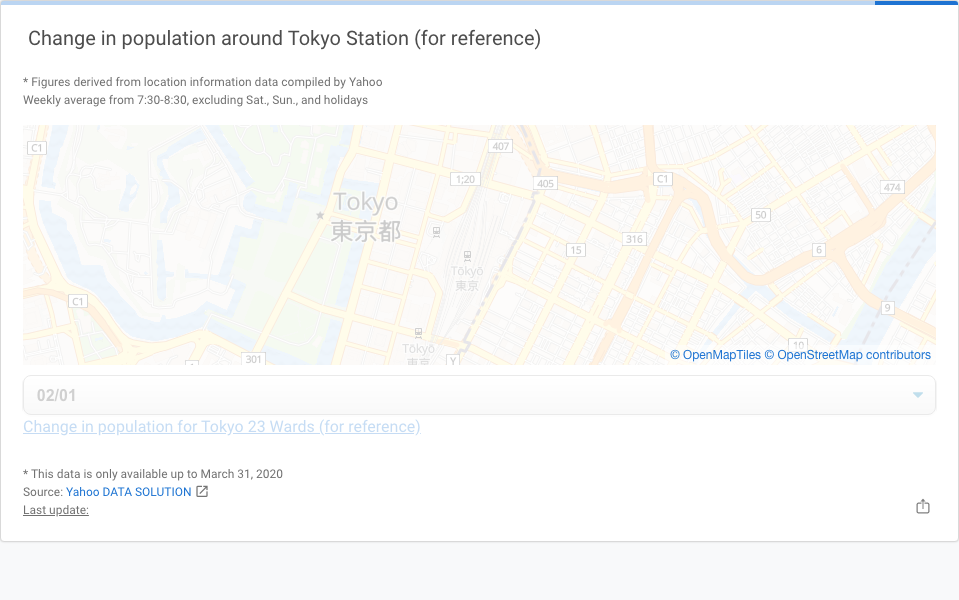 Change in population around Tokyo Station (for reference)
* Figures derived from location information data compiled by Yahoo
Weekly average from 7:30-8:30, excluding Sat., Sun., and holidays
C1
407
1;20
405
C1
474
Tokyo
東京都
50
316
15
6
Tōkyō
東京
C1
9
Tōkyō
東京
301
1
Y
10
© OpenMapTiles © OpenStreetMap contributors
02/01
Change in population for Tokyo 23 Wards (for reference)
* This data is only available up to March 31, 2020
Source: Yahoo DATA SOLUTION
Last update: